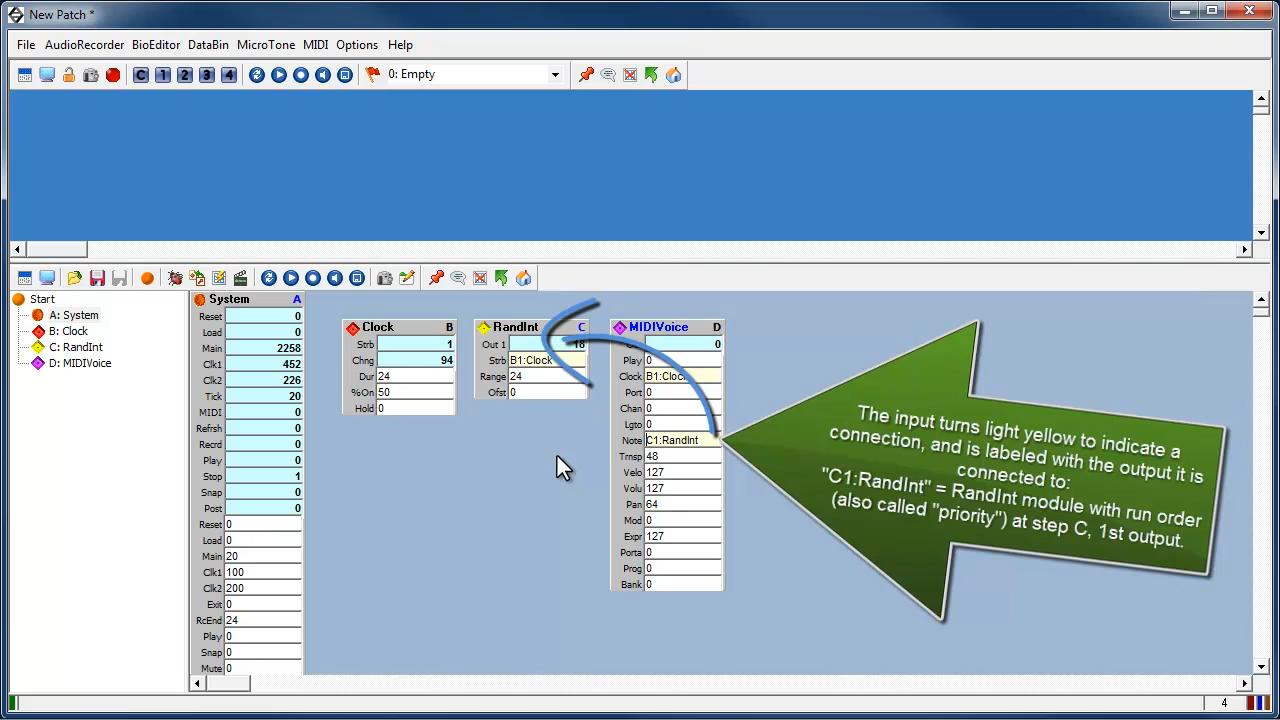 New Patch *
File AudioRecorder BioEditor DataBin MicroTone MIDI Options Help
C 1 2 3 4 0: Empty
Start
A: System
B: Clock
C: RandInt
D: MIDIVoice
System A
Reset 0
Load 0
Main 2258
Clk1 452
Clk2 226
Tick 20
MIDI 0
Refrsh 0
Recrd 0
Play 0
Stop 1
Snap 0
Post 0
Reset 0
Load 0
Main 20
Clk1 100
Clk2 200
Exit 0
RcEnd 24
Play 0
Snap 0
Mute 0
Clock B
Strb 1
Chng 94
Dur 24
%On 50
Hold 0
RandInt C
Out 1 18
Strb B1:Clock
Range 24
Ofst 0
MIDIVoice D
0
Play 0
Clock B1:Clock
Port 0
Chan 0
Lgto 0
Note C1:RandInt
Trnsp 48
Velo 127
Volu 127
Pan 64
Mod 0
Expr 127
Porta 0
Prog 0
Bank 0
The input turns light yellow to indicate a
connection, and is labeled with the output it is
connected to:
"C1:RandInt" = RandInt module with run order
(also called "priority") at step C, 1st output.
4